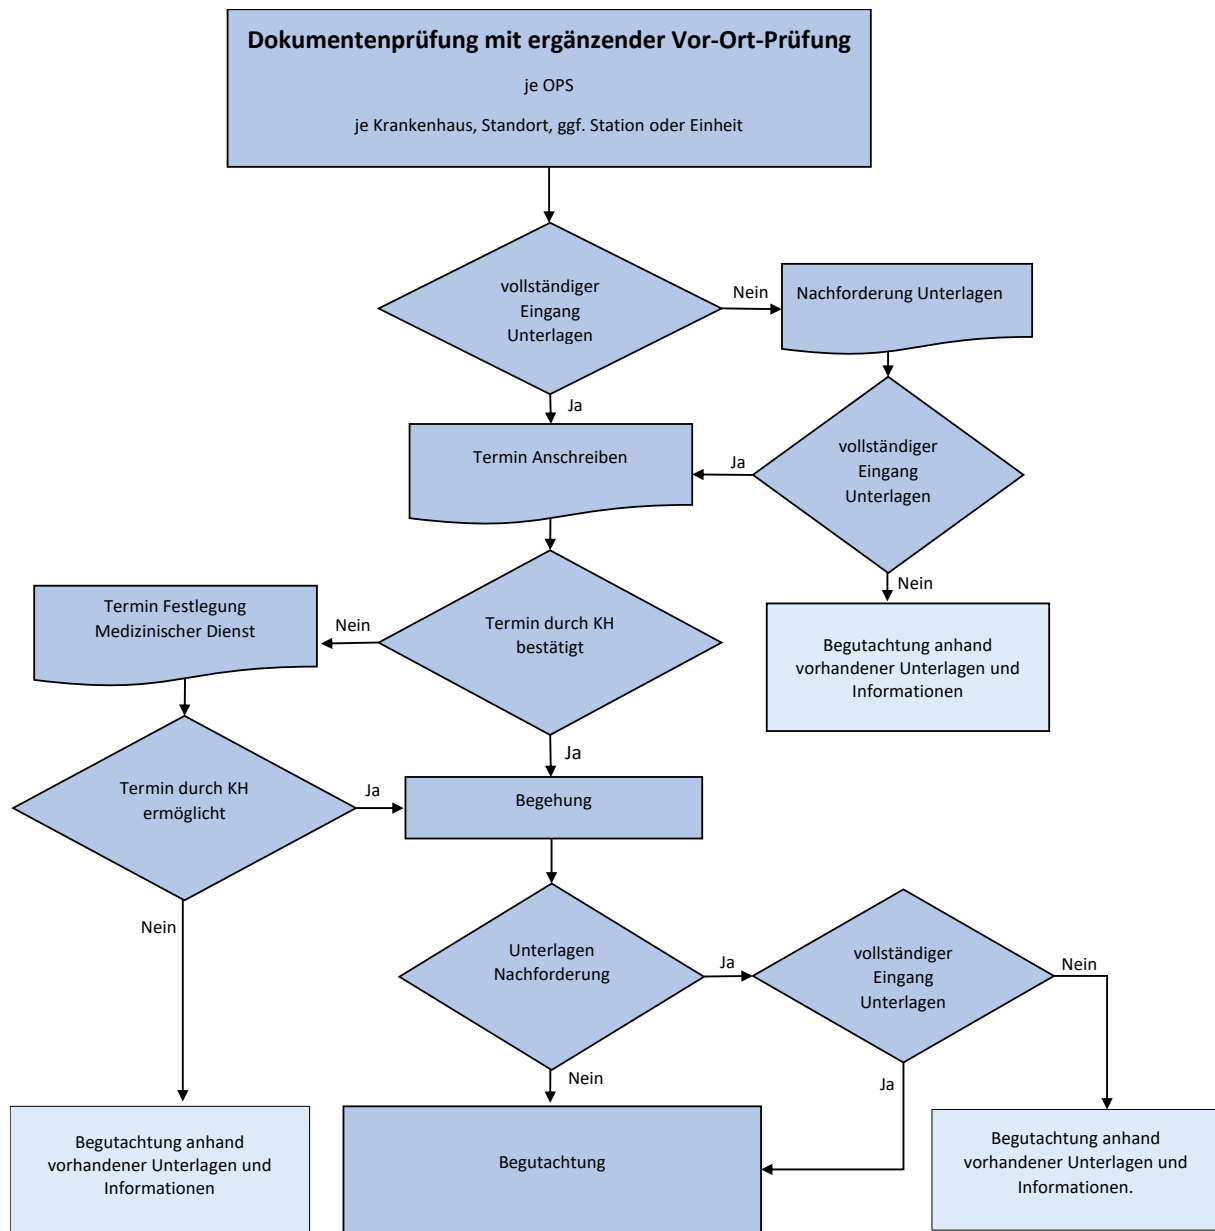 Dokumentenprüfung mit ergänzender Vor-Ort-Prüfung
je OPS
je Krankenhaus, Standort, ggf. Station oder Einheit
vollständiger
Eingang
Unterlagen
Nein
Nachforderung Unterlagen
Ja
Termin Anschreiben
Ja
vollständiger
Eingang
Unterlagen
Nein
Begutachtung anhand
vorhandener Unterlagen und
Informationen
Termin durch KH
bestätigt
Nein
Termin Festlegung
Medizinischer Dienst
Ja
Termin durch KH
ermöglicht
Ja
Begehung
Nein
Unterlagen
Nachforderung
Ja
vollständiger
Eingang
Unterlagen
Nein
Nein
Ja
Begutachtung anhand
vorhandener Unterlagen und
Informationen
Begutachtung
Begutachtung anhand
vorhandener Unterlagen und
Informationen.